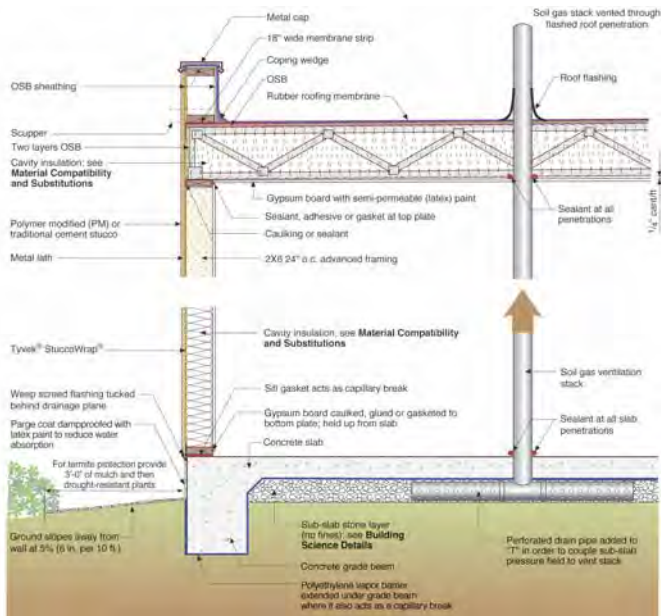 Metal cap
18" wide membrane strip
Coping wedge
OSB
Rubber roofing membrane
Soil gas stack vented through
flashed roof penetration
Roof flashing
OSB sheathing
Scupper
Two layers OSB
Cavity insulation; see
Material Compatibility
and Substitutions
Gypsum board with semi-permeable (latex) paint
Sealant, adhesive or gasket at top plate
Caulking or sealant
Sealant at all
penetrations
1/4" cant/ft
Polymer modified (PM) or
traditional cement stucco
Metal lath
2X6 24" o.c. advanced framing
Tyvek® StuccoWrap®
Cavity insulation, see Material Compatibility
and Substitutions
Soil gas ventilation
stack
Weep screed flashing tucked
behind drainage plane
Parge coat dampproofed with
latex paint to reduce water
absorption
Sill gasket acts as capillary break
Gypsum board caulked, glued or gasketed to
bottom plate; held up from slab
Concrete slab
Sealant at all slab
penetrations
For termite protection provide
3'-0" of mulch and then
drought-resistant plants
Ground slopes away from
wall at 5% (6 in. per 10 ft.)
Sub-slab stone layer
(no fines); see Building
Science Details
Concrete grade beam
Polyethylene vapor barrier
extended under grade beam
where it also acts as a capillary break
Perforated drain pipe added to
"T" in order to couple sub-slab
pressure field to vent stack